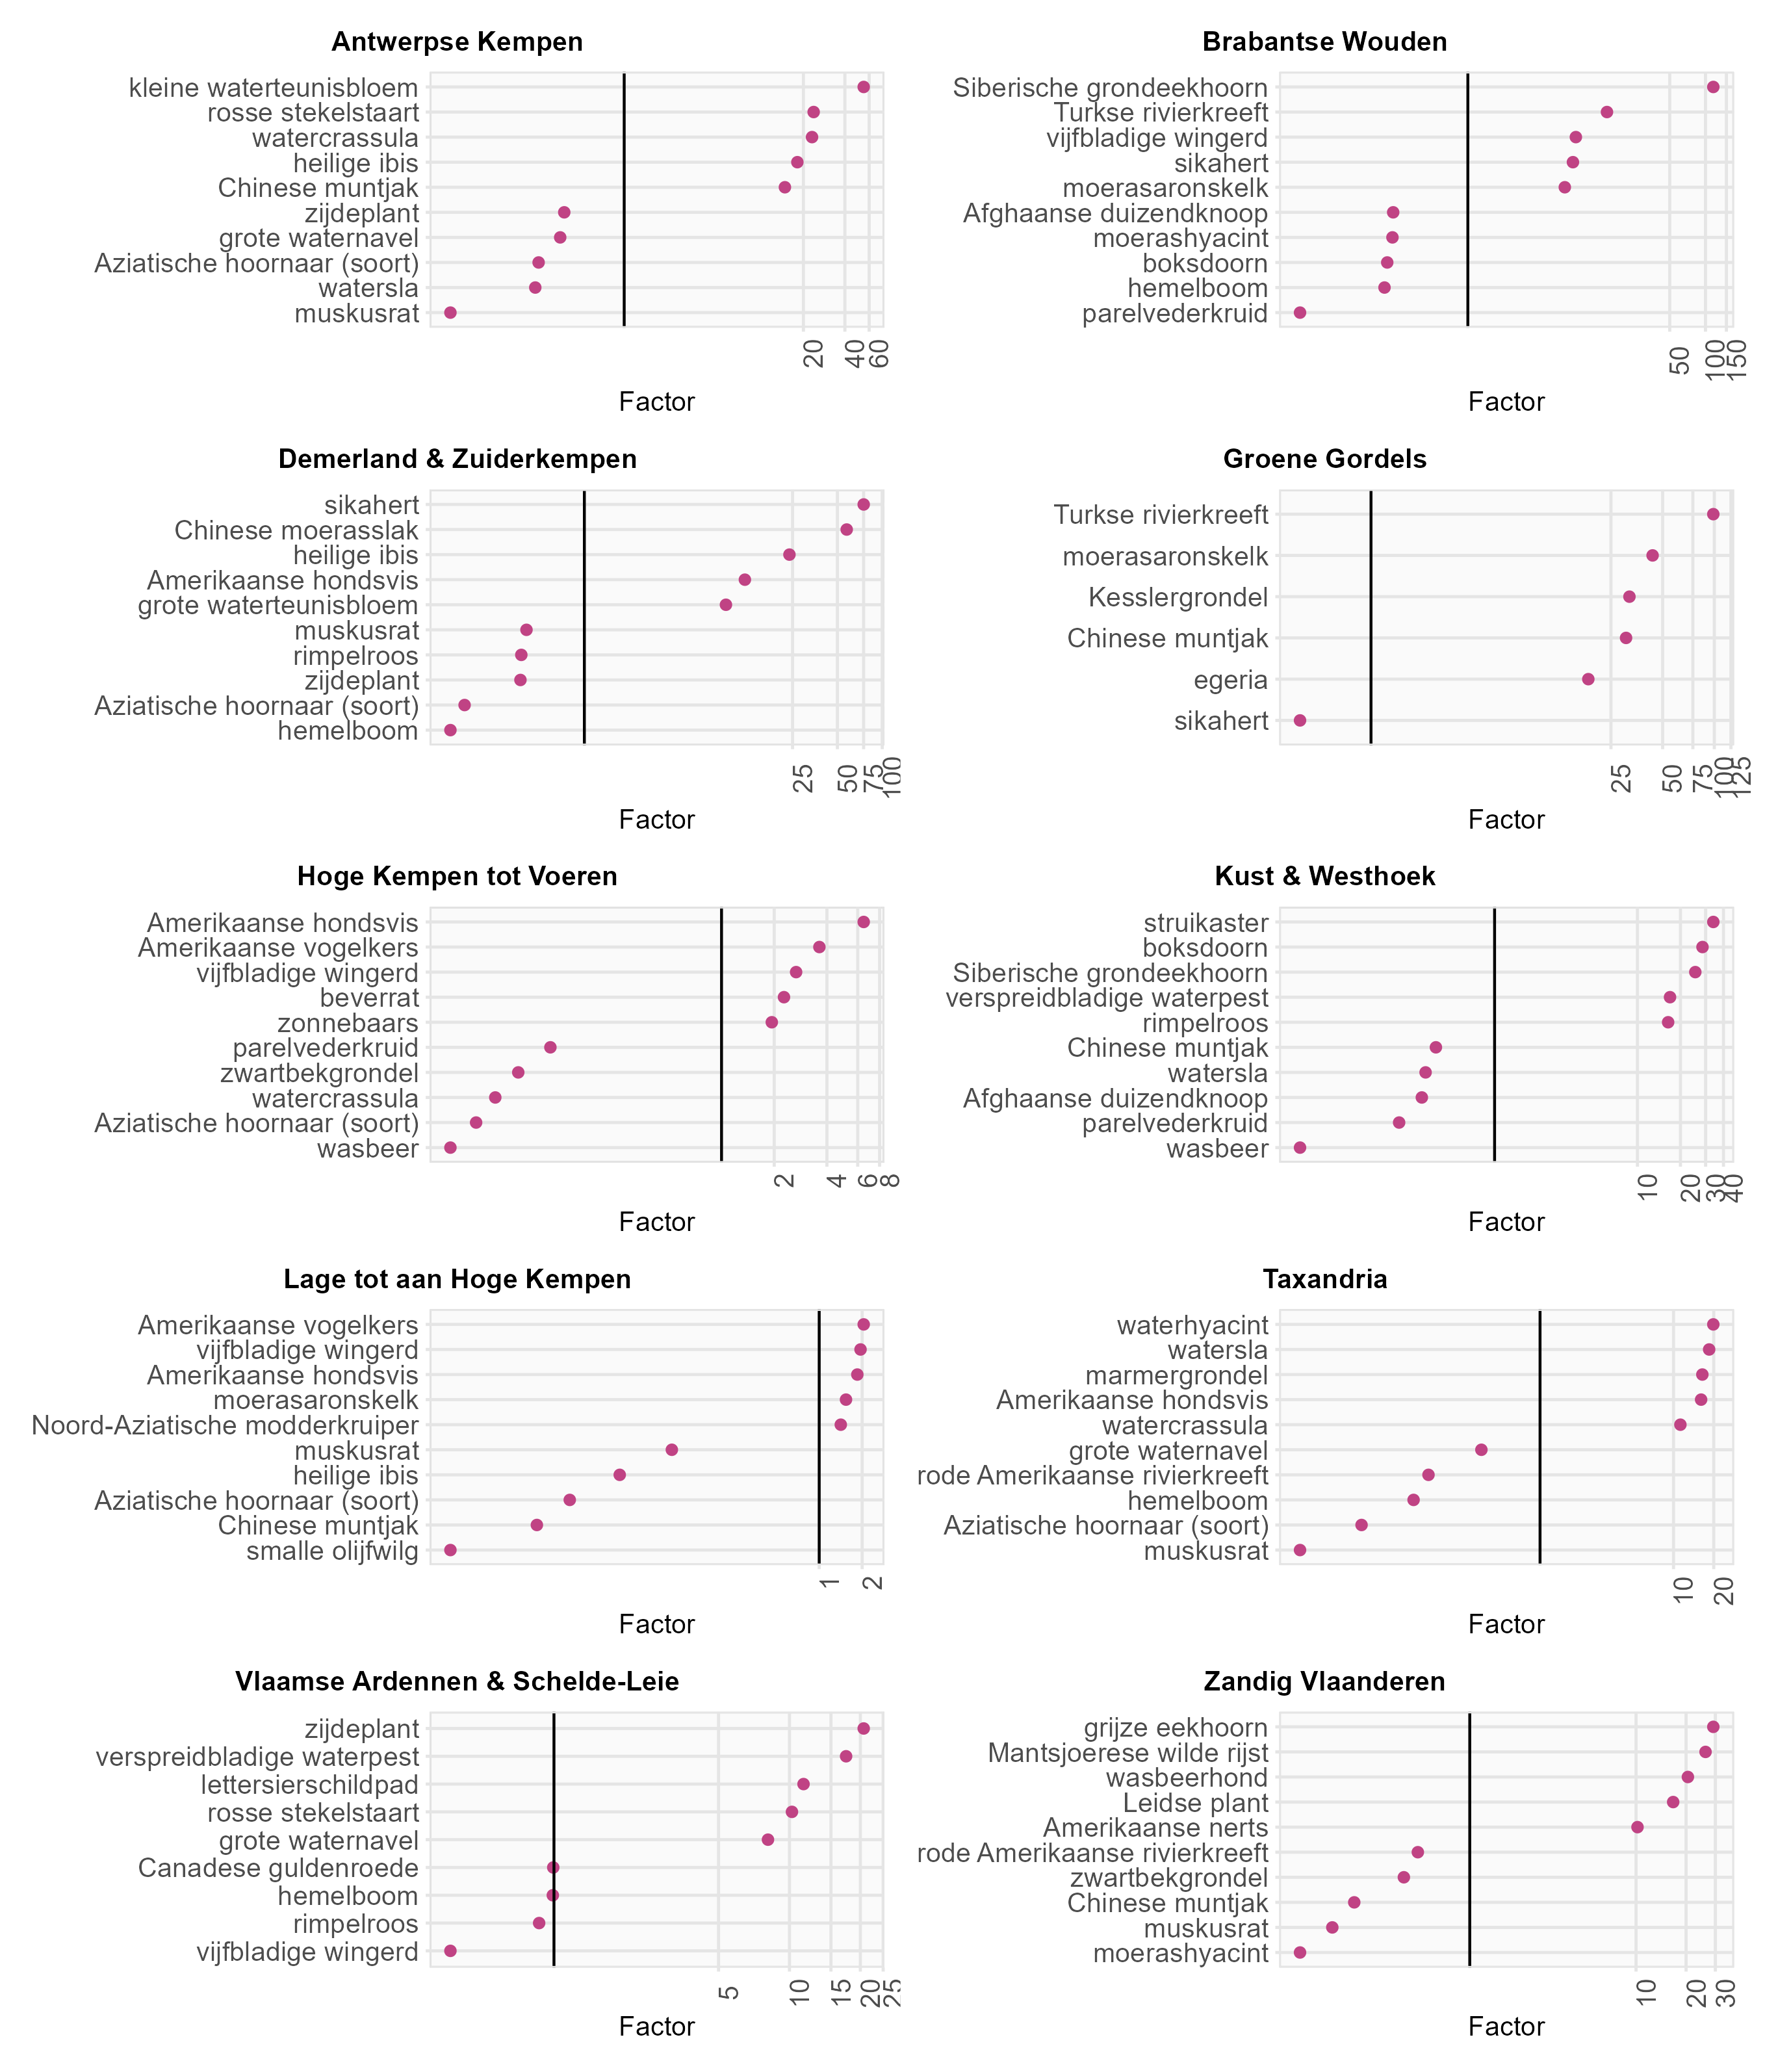 Antwerpse Kempen
kleine waterteunisbloem
rosse stekelstaart
watercrassula
heilige ibis
Chinese muntjak
zijdeplant
grote waternavel
Aziatische hoornaar (soort)
watersla
muskusrat
20
40
60
Factor
Brabantse Wouden
Siberische grondeekhoorn
Turkse rivierkreeft
vijfbladige wingerd
sikahert
moerasaronskelk
Afghaanse duizendknoop
moerashyacint
boksdoorn
hemelboom
parelvederkruid
50
100
150
Factor
Demerland & Zuiderkempen
sikahert
Chinese moerasslak
heilige ibis
Amerikaanse hondsvis
grote waterteunisbloem
muskusrat
rimpelroos
zijdeplant
Aziatische hoornaar (soort)
hemelboom
25
50
75
100
Factor
Groene Gordels
Turkse rivierkreeft
moerasaronskelk
Kesslergrondel
Chinese muntjak
egeria
sikahert
25
50
75
100
125
Factor
Hoge Kempen tot Voeren
Amerikaanse hondsvis
Amerikaanse vogelkers
vijfbladige wingerd
beverrat
zonnebaars
parelvederkruid
zwartbekgrondel
watercrassula
Aziatische hoornaar (soort)
wasbeer
2
4
6
8
Factor
Kust & Westhoek
struikaster
boksdoorn
Siberische grondeekhoorn
verspreidbladige waterpest
rimpelroos
Chinese muntjak
watersla
Afghaanse duizendknoop
parelvederkruid
wasbeer
10
20
30
40
Factor
Lage tot aan Hoge Kempen
Amerikaanse vogelkers
vijfbladige wingerd
Amerikaanse hondsvis
moerasaronskelk
Noord-Aziatische modderkruiper
muskusrat
heilige ibis
Aziatische hoornaar (soort)
Chinese muntjak
smalle olijfwilg
1
2
Factor
Taxandria
waterhyacint
watersla
marmergrondel
Amerikaanse hondsvis
watercrassula
grote waternavel
rode Amerikaanse rivierkreeft
hemelboom
Aziatische hoornaar (soort)
muskusrat
10
20
Factor
Vlaamse Ardennen & Schelde-Leie
zijdeplant
verspreidbladige waterpest
lettersierschildpad
rosse stekelstaart
grote waternavel
Canadese guldenroede
hemelboom
rimpelroos
vijfbladige wingerd
5
10
15
20
25
Factor
Zandig Vlaanderen
grijze eekhoorn
Mantsjoerese wilde rijst
wasbeerhond
Leidse plant
Amerikaanse nerts
rode Amerikaanse rivierkreeft
zwartbekgrondel
Chinese muntjak
muskusrat
moerashyacint
10
20
30
Factor